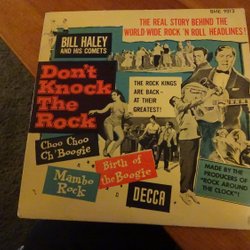 BHE 9013
BILL HALEY
AND HIS COMETS
THE REAL STORY BEHIND THE
WORLD-WIDE ROCK 'N ROLL HEADLINES!
Don't
Knock
The
Rock
THE ROCK KINGS
ARE BACK-
AT THEIR
GREATEST!
Choo Choo
Ch' Boogie
Birth of
the Boogie
Mambo
Rock
DECCA
MADE BY THE
PRODUCERS OF
"ROCK AROUND
THE CLOCK"!